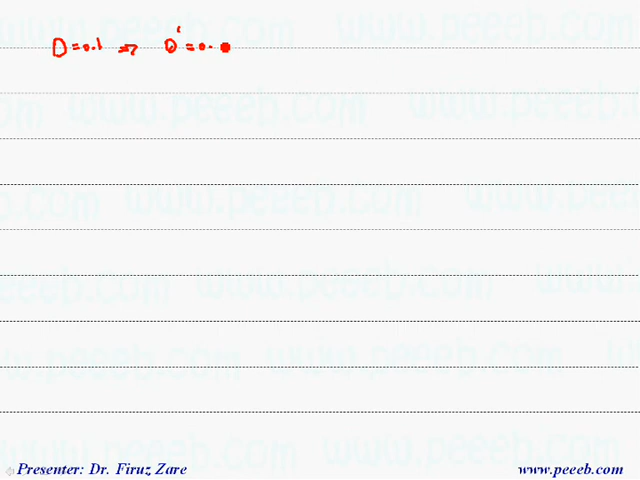 D = 0.1 ⇒ D' = 0.
www.peeeb.com
Presenter: Dr. Firuz Zare
www.peeeb.com